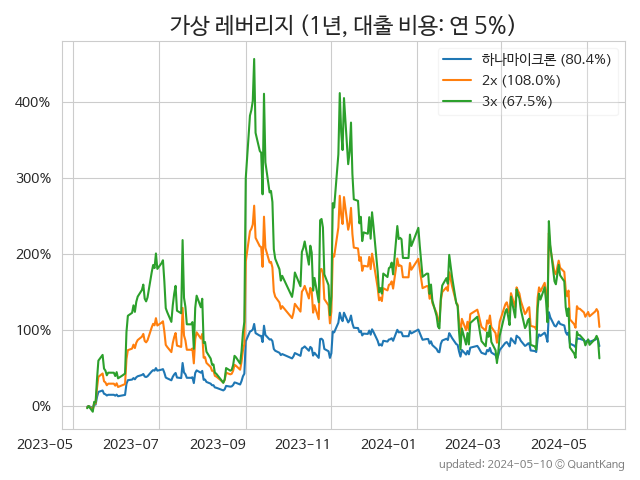 가상 레버리지 (1년, 대출 비용: 연 5%)
하나마이크론 (80.4%)
2x (108.0%)
3x (67.5%)
400%
300%
200%
100%
0%
2023-05 2023-07 2023-09 2023-11 2024-01 2024-03 2024-05
updated: 2024-05-10 © QuantKang